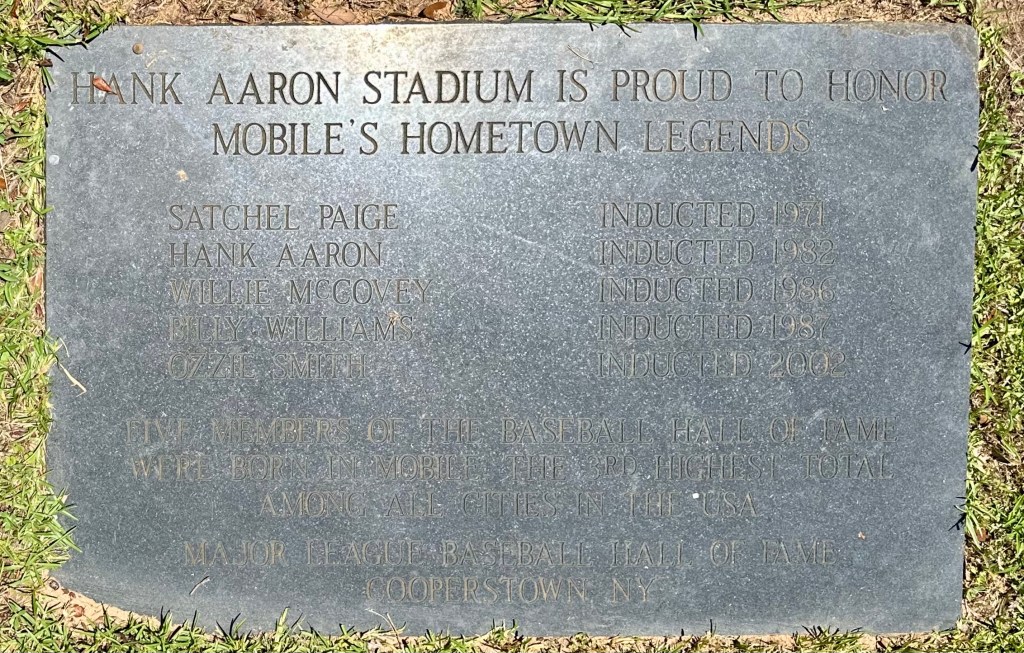 HANK AARON STADIUM IS PROUD TO HONOR
MOBILE'S HOMETOWN LEGENDS
SATCHEL PAIGE INDUCTED 1971
HANK AARON INDUCTED 1982
WILLIE McCOVEY INDUCTED 1986
BILLY WILLIAMS INDUCTED 1987
OZZIE SMITH INDUCTED 2002
FIVE MEMBERS OF THE BASEBALL HALL OF FAME
WERE BORN IN MOBILE, THE 3RD HIGHEST TOTAL
AMONG ALL CITIES IN THE USA
MAJOR LEAGUE BASEBALL HALL OF FAME
COOPERSTOWN, NY